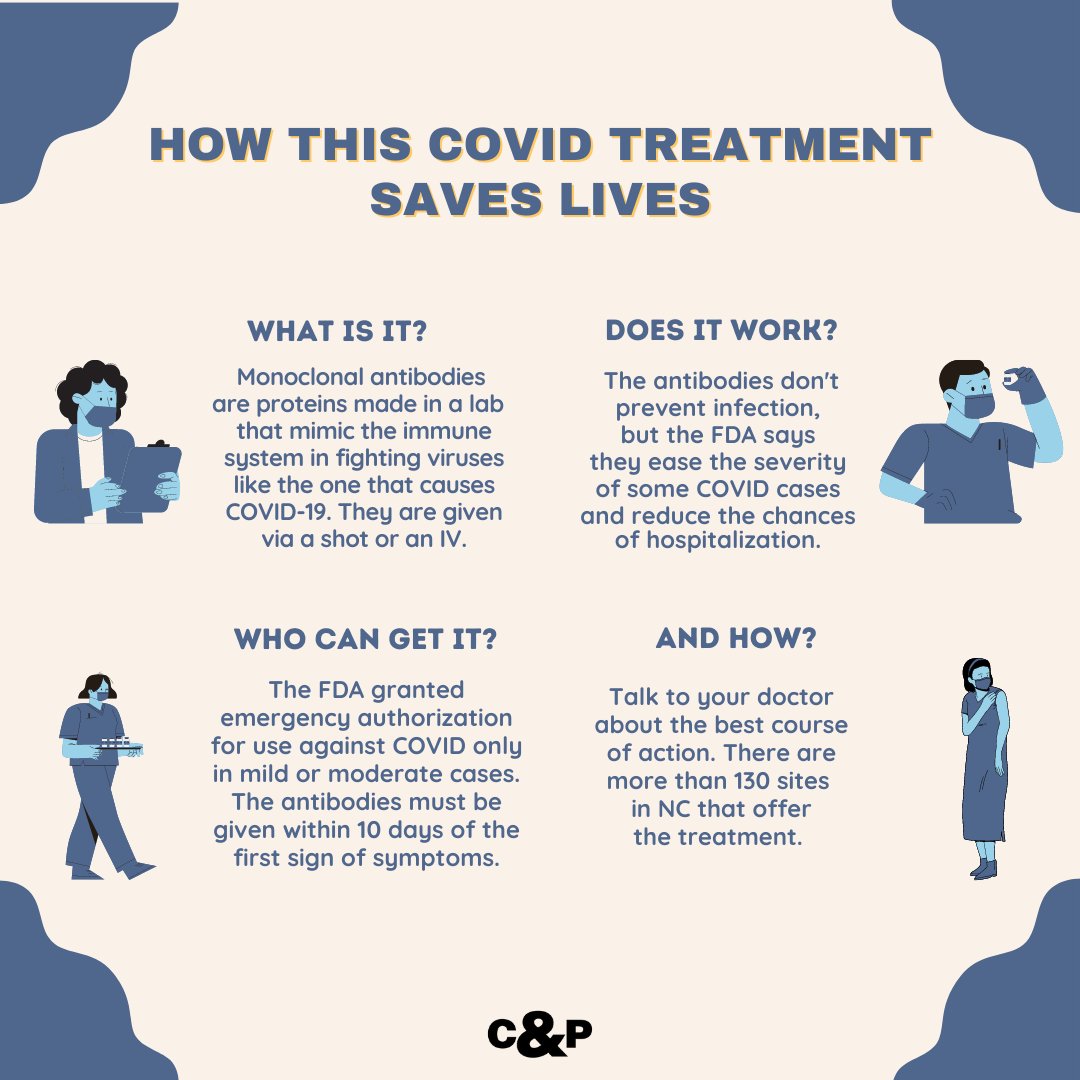 HOW THIS COVID TREATMENT
SAVES LIVES
WHAT IS IT?
Monoclonal antibodies
are proteins made in a lab
that mimic the immune
system in fighting viruses
like the one that causes
COVID-19. They are given
via a shot or an IV.
DOES IT WORK?
The antibodies don't
prevent infection,
but the FDA says
they ease the severity
of some COVID cases
and reduce the chances
of hospitalization.
WHO CAN GET IT?
The FDA granted
emergency authorization
for use against COVID only
in mild or moderate cases.
The antibodies must be
given within 10 days of the
first sign of symptoms.
AND HOW?
Talk to your doctor
about the best course
of action. There are
more than 130 sites
in NC that offer
the treatment.
C&P